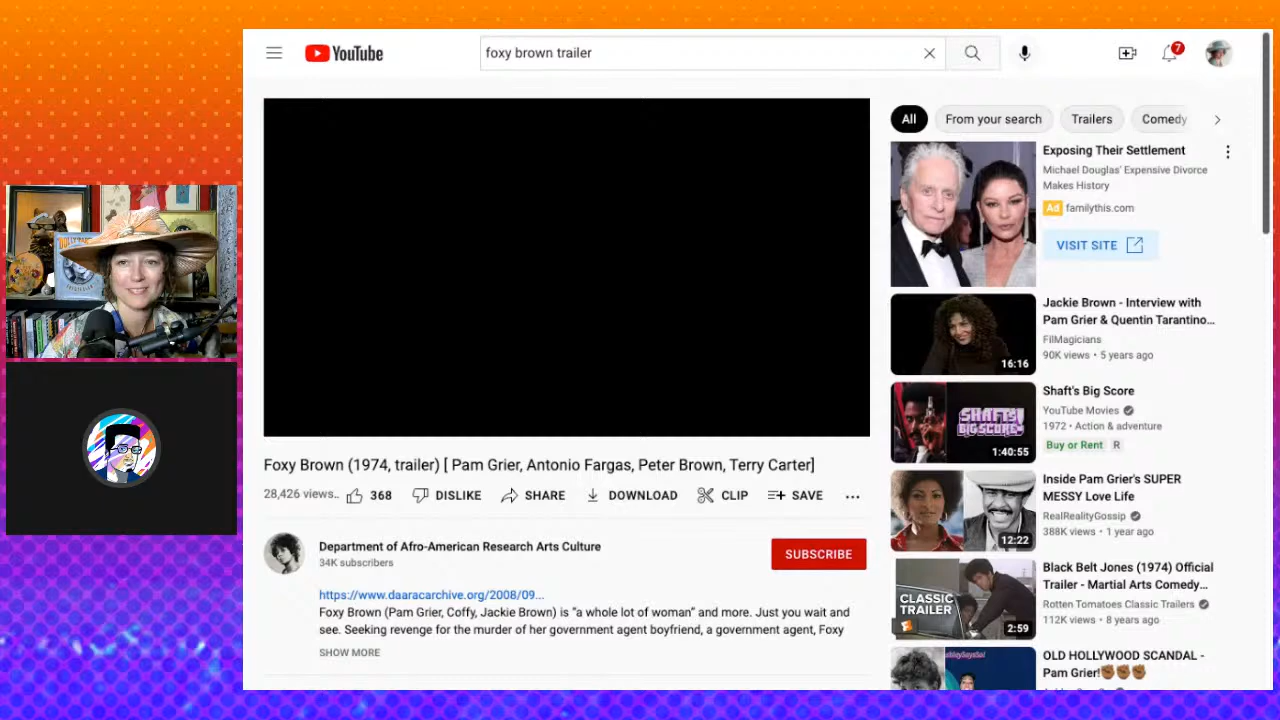 YouTube
foxy brown trailer
7
All
From your search
Trailers
Comedy
Exposing Their Settlement
Michael Douglas' Expensive Divorce
Makes History
Ad familythis.com
VISIT SITE
Jackie Brown - Interview with
Pam Grier & Quentin Tarantino...
FilMagicians
90K views • 5 years ago
16:16
Shaft's Big Score
YouTube Movies
1972 • Action & adventure
Buy or Rent R
SHAFT'S
BIG SCORE!
1:40:55
Foxy Brown (1974, trailer) [ Pam Grier, Antonio Fargas, Peter Brown, Terry Carter]
28,426 views..
368
DISLIKE
SHARE
DOWNLOAD
CLIP
SAVE
Inside Pam Grier's SUPER
MESSY Love Life
RealRealityGossip
388K views • 1 year ago
12:22
Department of Afro-American Research Arts Culture
34K subscribers
SUBSCRIBE
https://www.daaracarchive.org/2008/09...
Foxy Brown (Pam Grier, Coffy, Jackie Brown) is “a whole lot of woman” and more. Just you wait and
see. Seeking revenge for the murder of her government agent boyfriend, a government agent, Foxy
SHOW MORE
Black Belt Jones (1974) Official
Trailer - Martial Arts Comedy...
Rotten Tomatoes Classic Trailers
112K views • 8 years ago
CLASSIC
TRAILER
2:59
OLD HOLLYWOOD SCANDAL -
Pam Grier!✊🏾✊🏾✊🏾